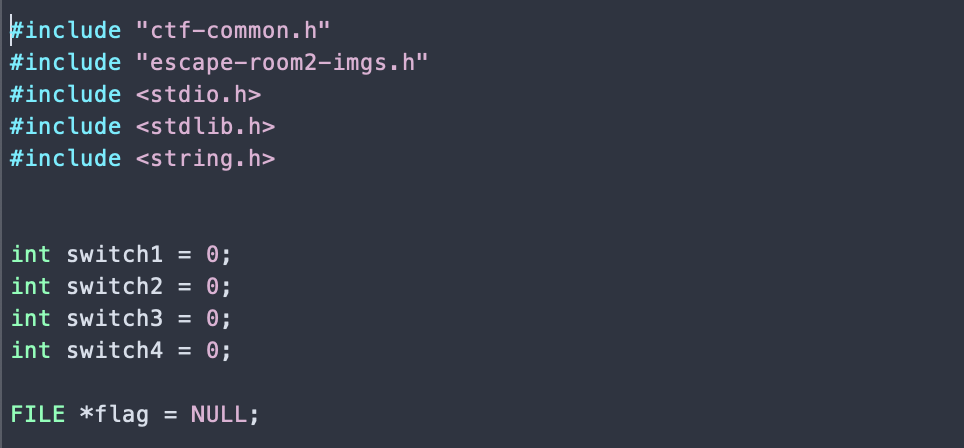 #include "ctf-common.h"
#include "escape-room2-imgs.h"
#include <stdio.h>
#include <stdlib.h>
#include <string.h>
int switch1 = 0;
int switch2 = 0;
int switch3 = 0;
int switch4 = 0;
FILE *flag = NULL;